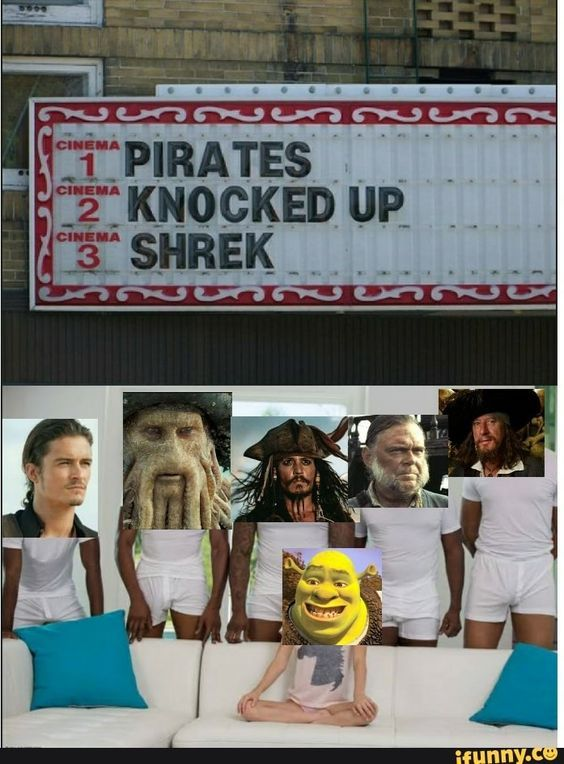 CINEMA 1 PIRATES
CINEMA 2 KNOCKED UP
CINEMA 3 SHREK
ifunny.co